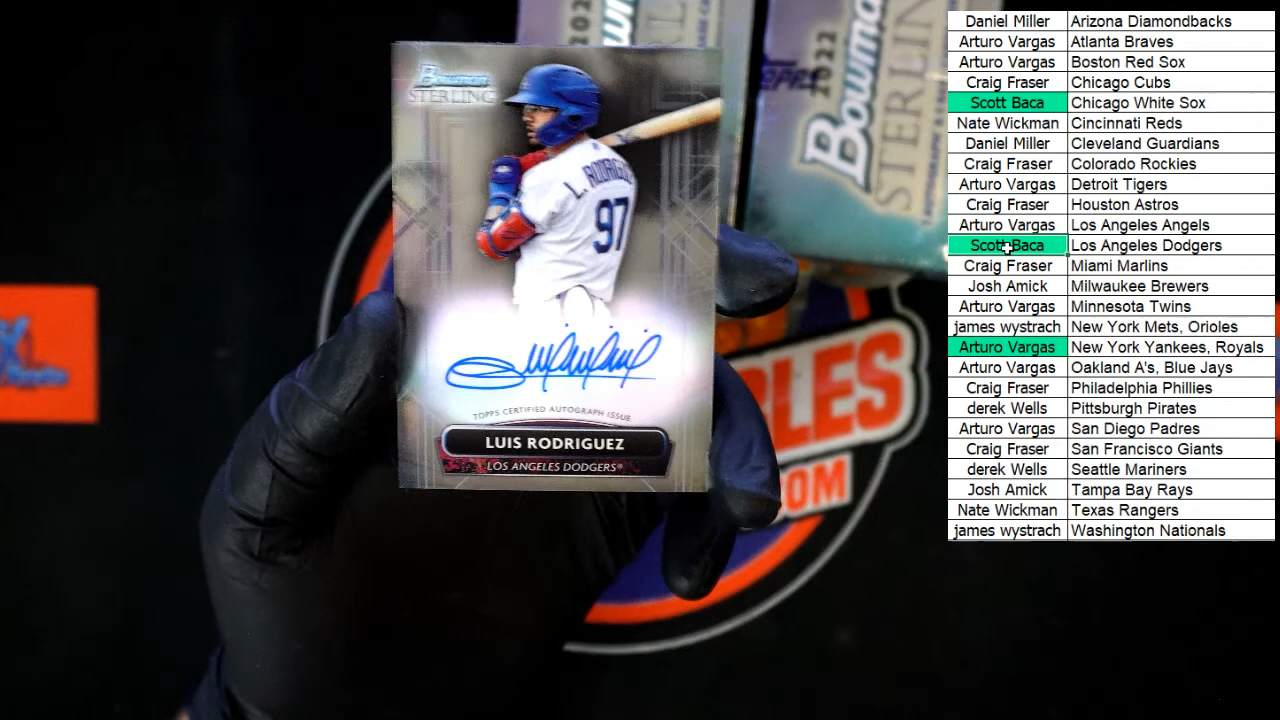 Bowman
STERLING
L. RODRIGUEZ
97
TOPPS CERTIFIED AUTOGRAPH ISSUE
LUIS RODRIGUEZ
LOS ANGELES DODGERS®
2022
Bowman
STERLING
.COM
Daniel Miller Arizona Diamondbacks
Arturo Vargas Atlanta Braves
Arturo Vargas Boston Red Sox
Craig Fraser Chicago Cubs
Scott Baca Chicago White Sox
Nate Wickman Cincinnati Reds
Daniel Miller Cleveland Guardians
Craig Fraser Colorado Rockies
Arturo Vargas Detroit Tigers
Craig Fraser Houston Astros
Arturo Vargas Los Angeles Angels
Scott Baca Los Angeles Dodgers
Craig Fraser Miami Marlins
Josh Amick Milwaukee Brewers
Arturo Vargas Minnesota Twins
james wystrach New York Mets, Orioles
Arturo Vargas New York Yankees, Royals
Arturo Vargas Oakland A's, Blue Jays
Craig Fraser Philadelphia Phillies
derek Wells Pittsburgh Pirates
Arturo Vargas San Diego Padres
Craig Fraser San Francisco Giants
derek Wells Seattle Mariners
Josh Amick Tampa Bay Rays
Nate Wickman Texas Rangers
james wystrach Washington Nationals